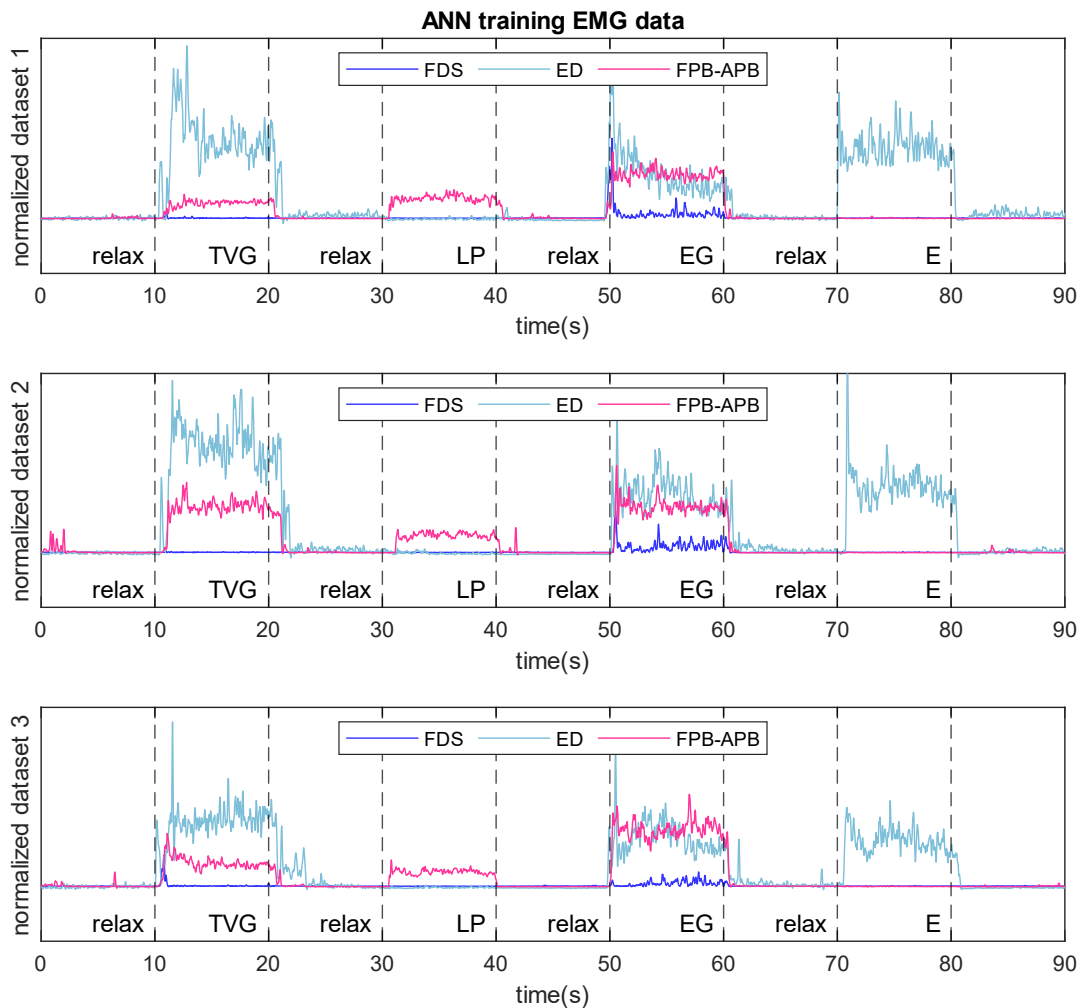 ANN training EMG data
normalized dataset 1
FDS ED FPB-APB
relax TVG relax LP relax EG relax E
0 10 20 30 40 50 60 70 80 90
time(s)
normalized dataset 2
FDS ED FPB-APB
relax TVG relax LP relax EG relax E
0 10 20 30 40 50 60 70 80 90
time(s)
normalized dataset 3
FDS ED FPB-APB
relax TVG relax LP relax EG relax E
0 10 20 30 40 50 60 70 80 90
time(s)